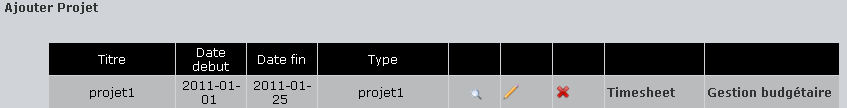 Ajouter Projet
Titre Date debut Date fin Type
projet1 2011-01-01 2011-01-25 projet1 Timesheet Gestion budgétaire